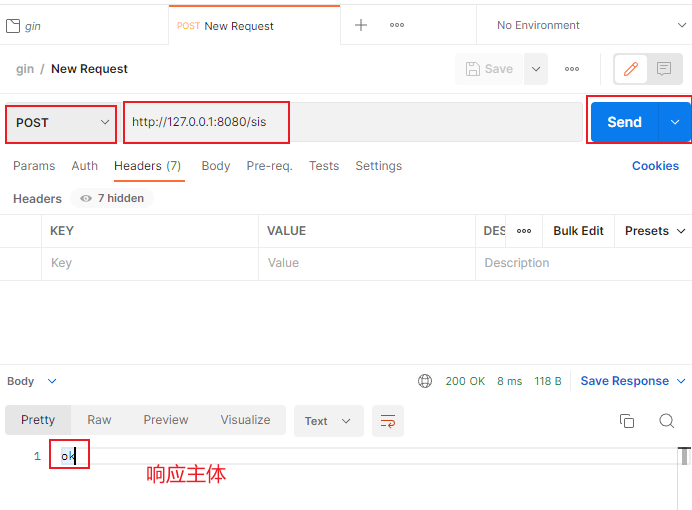 gin
POST New Request
No Environment
gin / New Request
Save
POST
http://127.0.0.1:8080/sis
Send
Params Auth Headers (7) Body Pre-req. Tests Settings
Cookies
Headers 7 hidden
KEY VALUE DES Bulk Edit Presets
Key Value Description
Body
200 OK 8 ms 118 B Save Response
Pretty Raw Preview Visualize Text
1 ok
响应主体